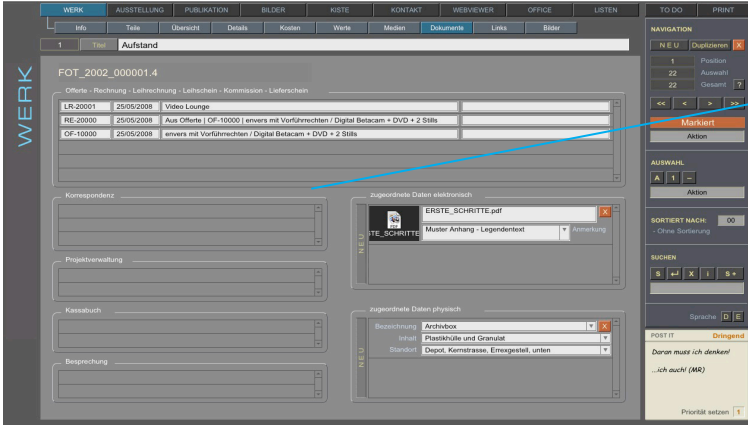 WERK AUSSTELLUNG PUBLIKATION BILDER KISTE KONTAKT WEBVIEWER OFFICE LISTEN TO DO PRINT
Info Teile Übersicht Details Kosten Werte Medien Dokumente Links Bilder
1 Titel Aufstand
WERK
FOT_2002_000001.4
Offerte - Rechnung - Leihrechnung - Leihschein - Kommission - Lieferschein
LR-20001 25/05/2008 Video Lounge
RE-20000 25/05/2008 Aus Offerte | OF-10000 | envers mit Vorführrechten / Digital Betacam + DVD + 2 Stills
OF-10000 25/05/2008 envers mit Vorführrechten / Digital Betacam + DVD + 2 Stills
Korrespondenz
Projektverwaltung
Kassabuch
Besprechung
zugeordnete Daten elektronisch
NEU
PDF
TE_SCHRITTE
ERSTE_SCHRITTE.pdf X
Muster Anhang - Legendentext Anmerkung
zugeordnete Daten physisch
NEU
Bezeichnung Archivbox X
Inhalt Plastikhülle und Granulat
Standort Depot, Kernstrasse, Errexgestell, unten
NAVIGATION
NEU Duplizieren X
1 Position
22 Auswahl
22 Gesamt ?
<< < > >>
Markiert
Aktion
AUSWAHL
A 1 –
Aktion
SORTIERT NACH: 00
- Ohne Sortierung
SUCHEN
S ↵ X i S+
Sprache D E
POST IT Dringend
Daran muss ich denken!
...ich auch! (MR)
Priorität setzen 1